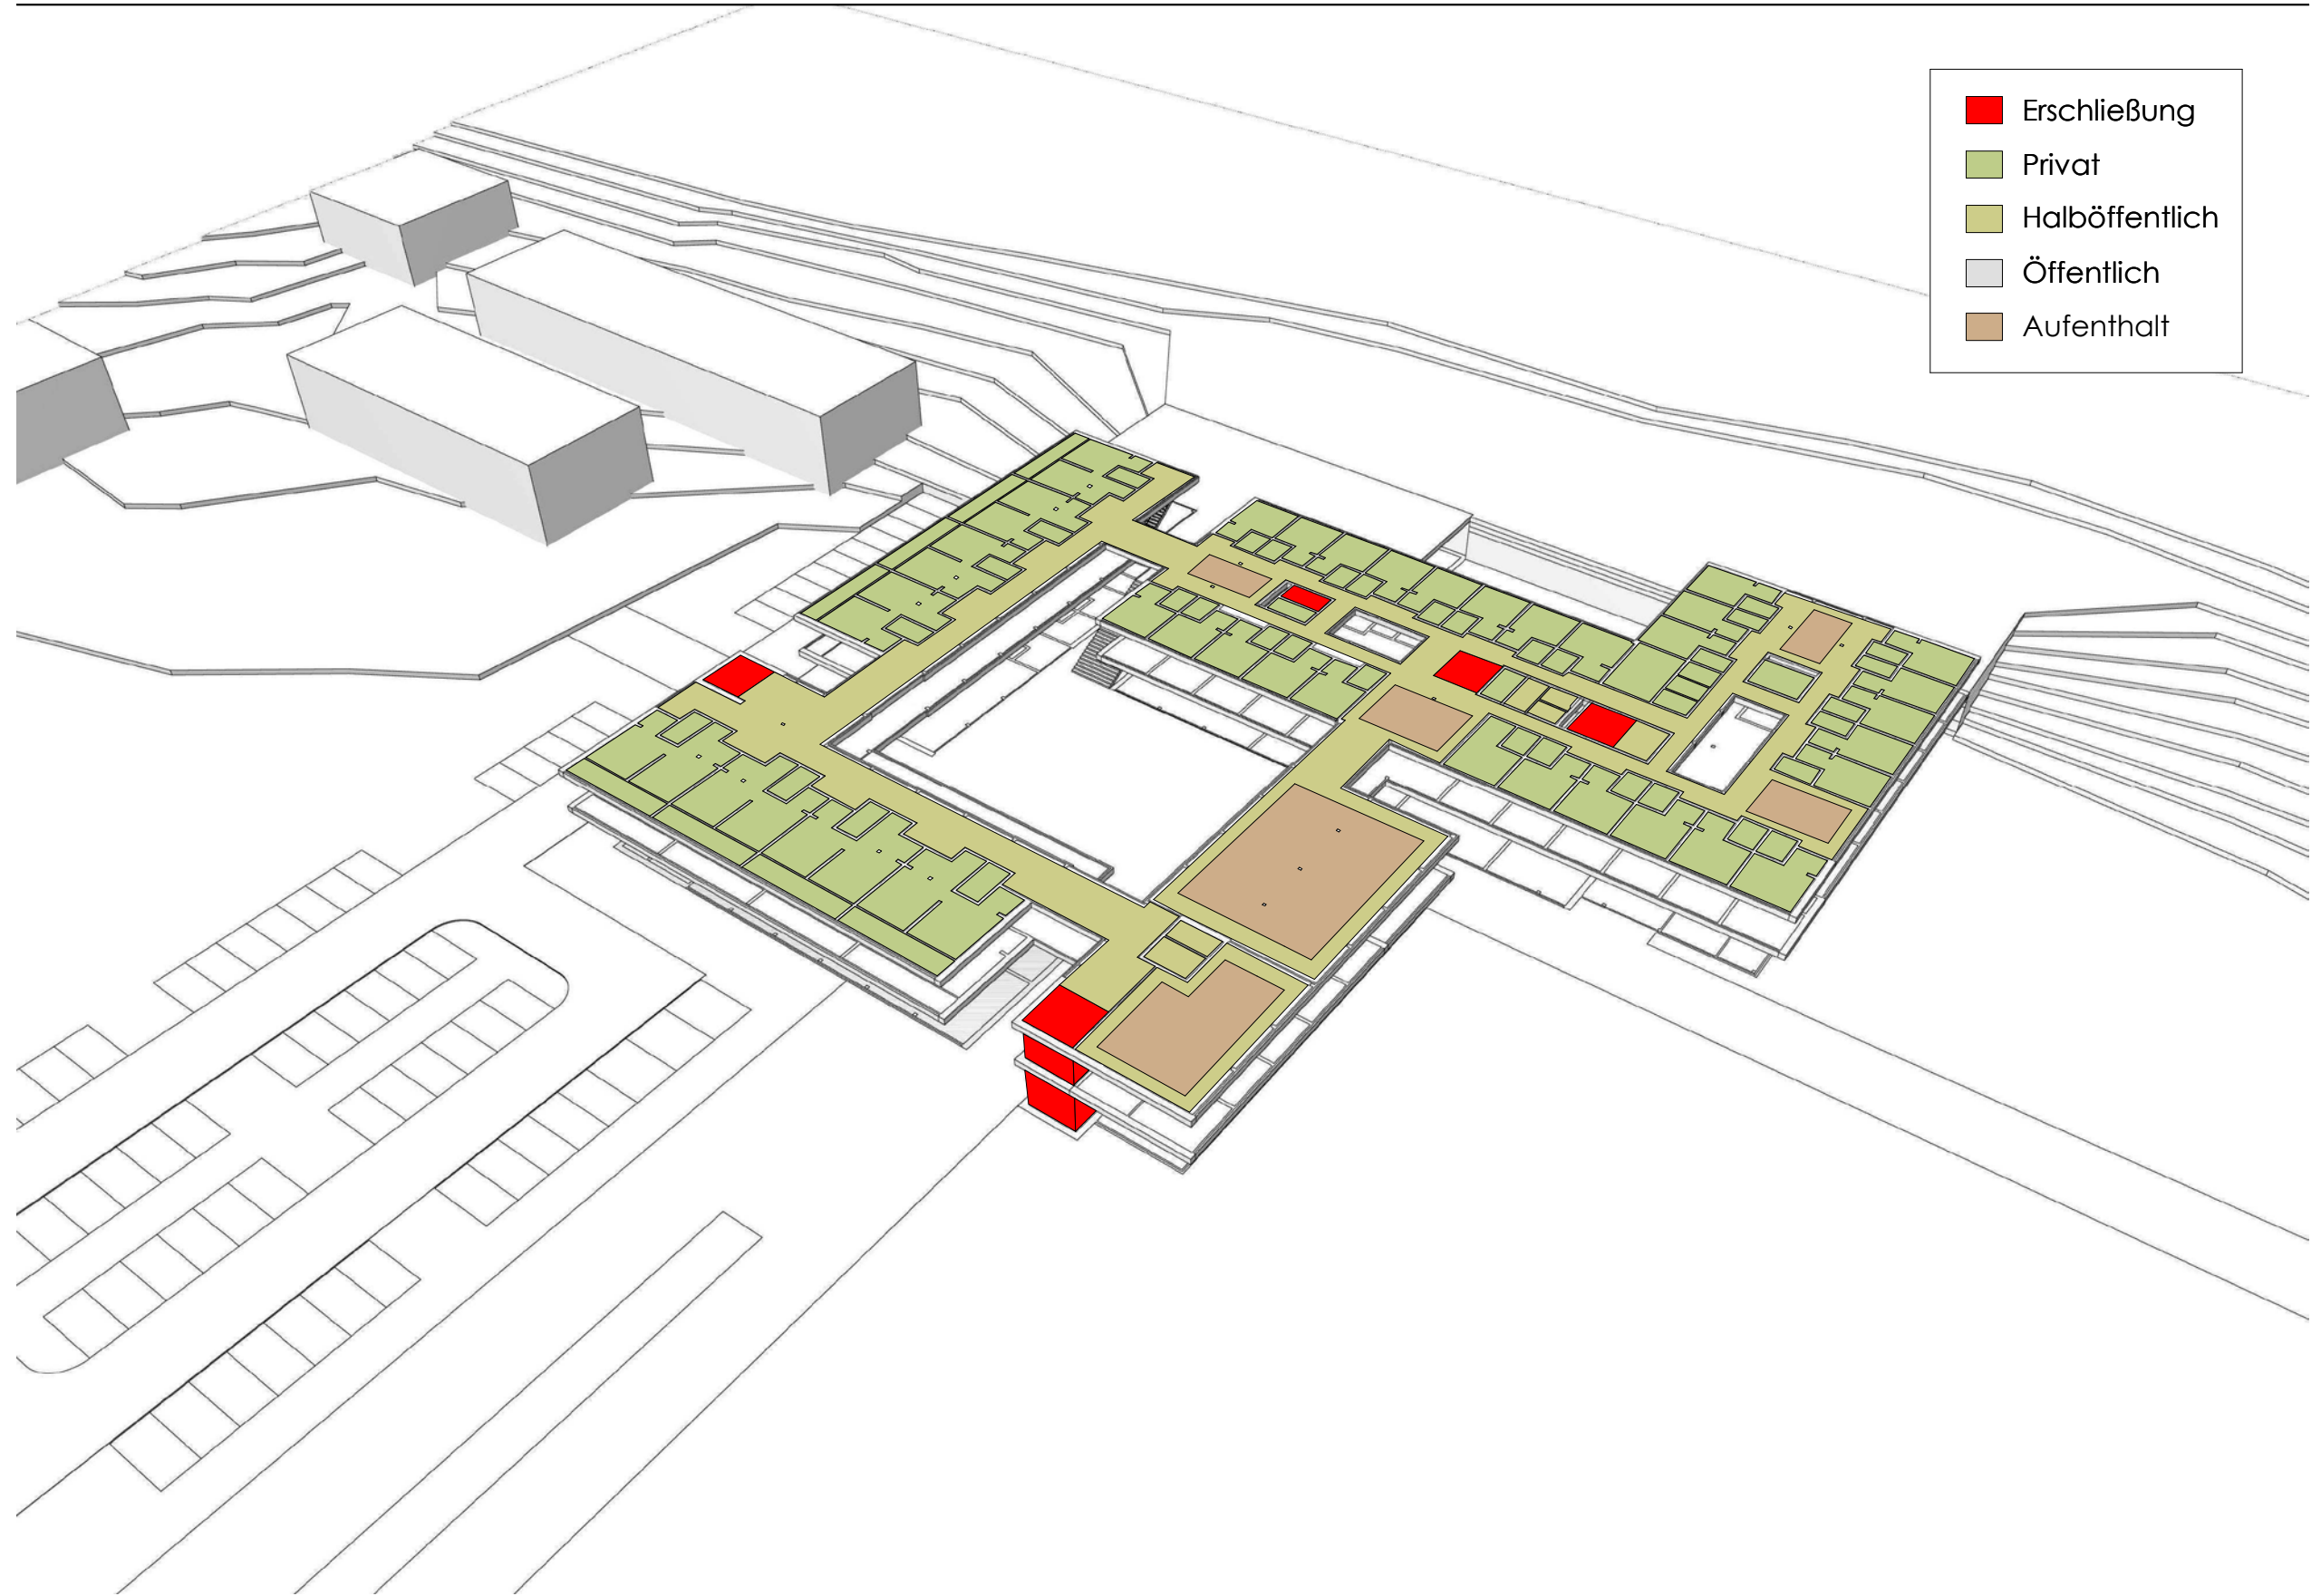 Erschließung
Privat
Halböffentlich
Öffentlich
Aufenthalt